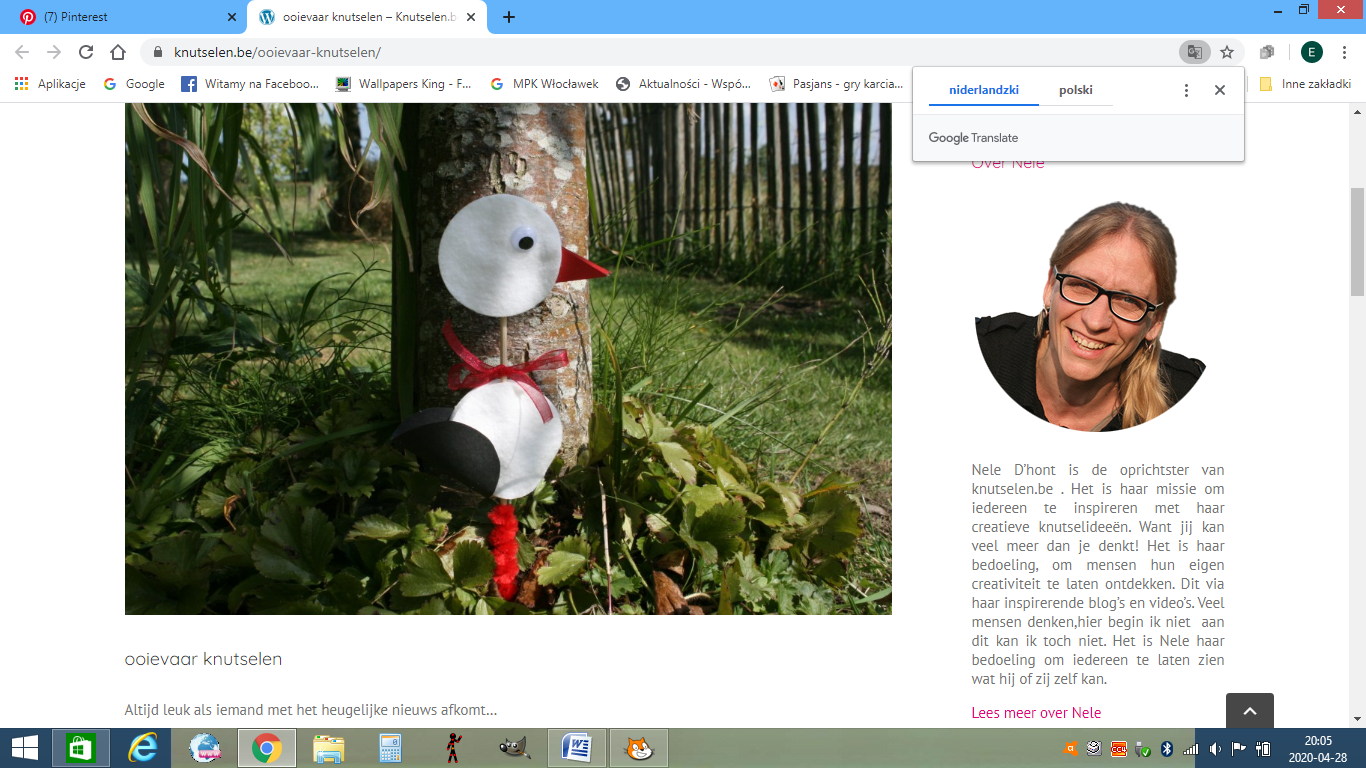 (7) Pinterest
ooievaar knutselen – Knutselen.b
knutselen.be/ooievaar-knutselen/
E
Aplikacje
Google
Witamy na Faceboo...
Wallpapers King - F...
MPK Włocławek
Aktualności - Wspó...
Pasjans - gry karcia...
Inne zakładki
niderlandzki
polski
Google Translate
Over Nele
Nele D'hont is de oprichtster van
knutselen.be . Het is haar missie om
iedereen te inspireren met haar
creatieve knutselideeën. Want jij kan
veel meer dan je denkt! Het is haar
bedoeling, om mensen hun eigen
creativiteit te laten ontdekken. Dit via
haar inspirerende blog's en video's. Veel
mensen denken,hier begin ik niet aan
dit kan ik toch niet. Het is Nele haar
bedoeling om iedereen te laten zien
wat hij of zij zelf kan.
Lees meer over Nele
ooievaar knutselen
Altijd leuk als iemand met het heugelijke nieuws afkomt...
20:05
2020-04-28